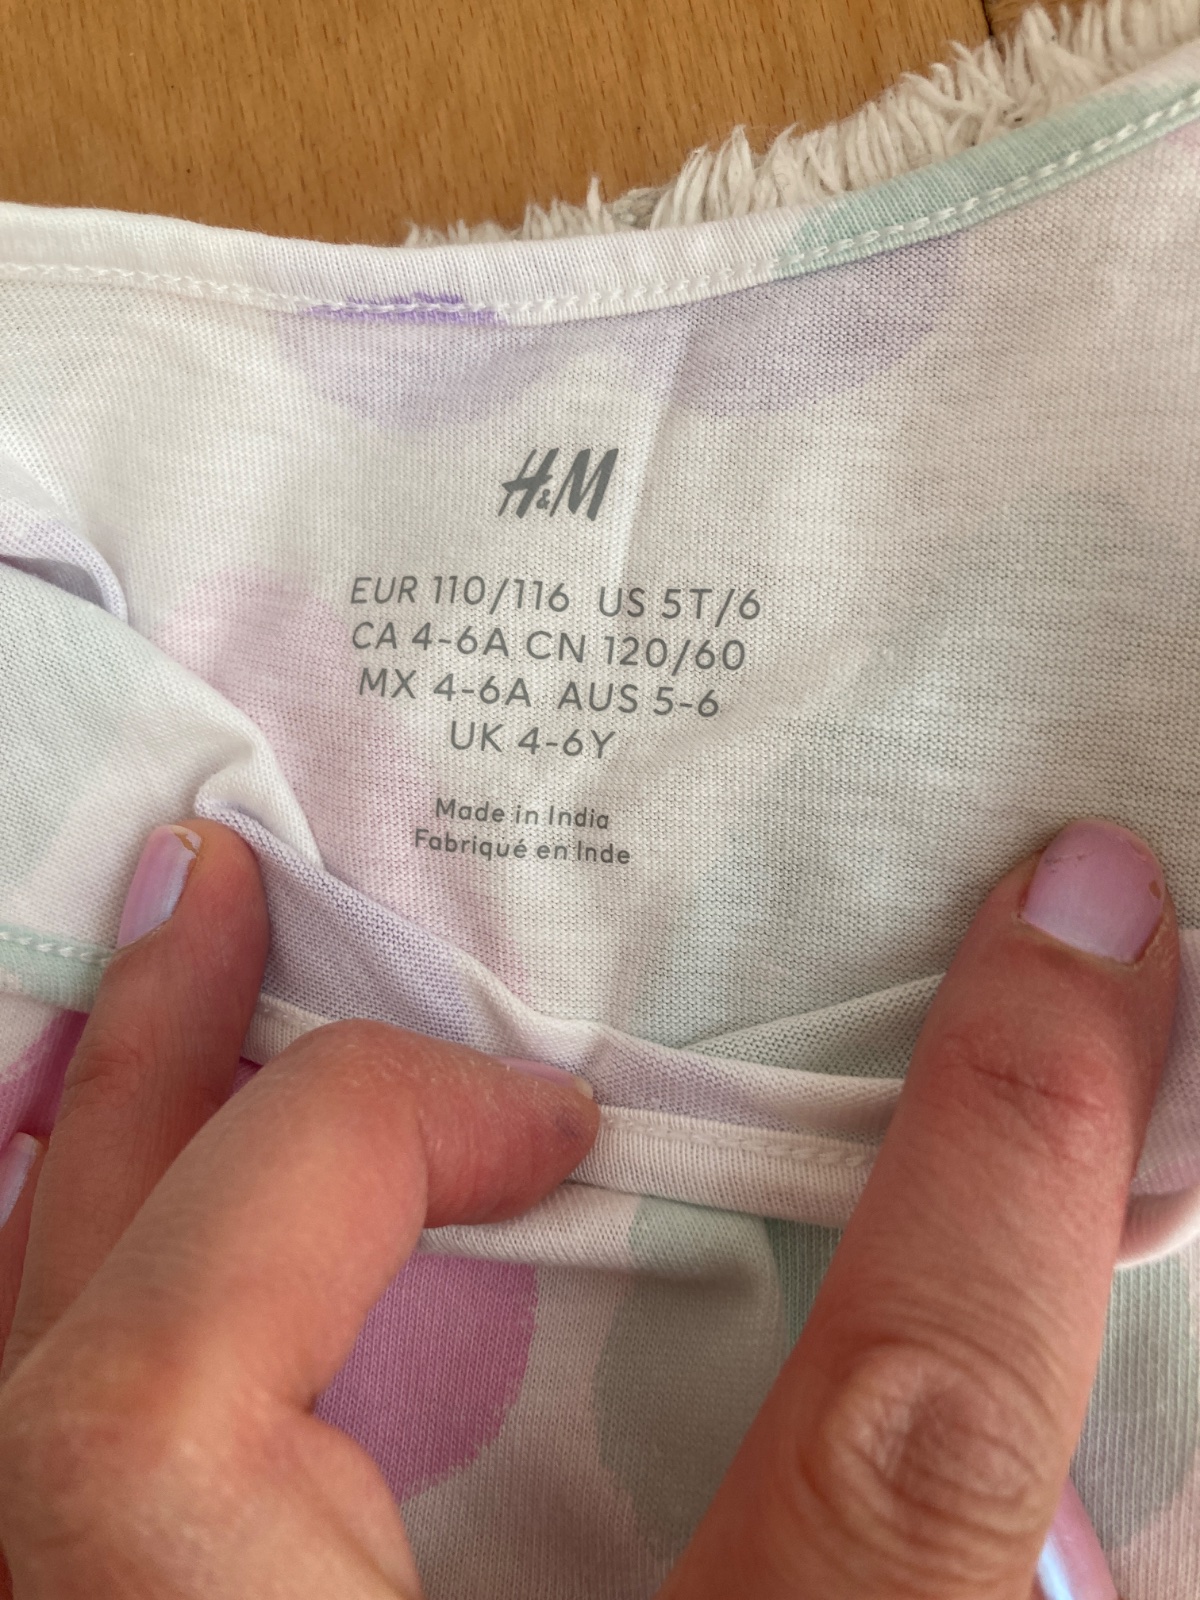 H&M
EUR 110/116 US 5T/6
CA 4-6A CN 120/60
MX 4-6A AUS 5-6
UK 4-6Y
Made in India
Fabriqué en Inde